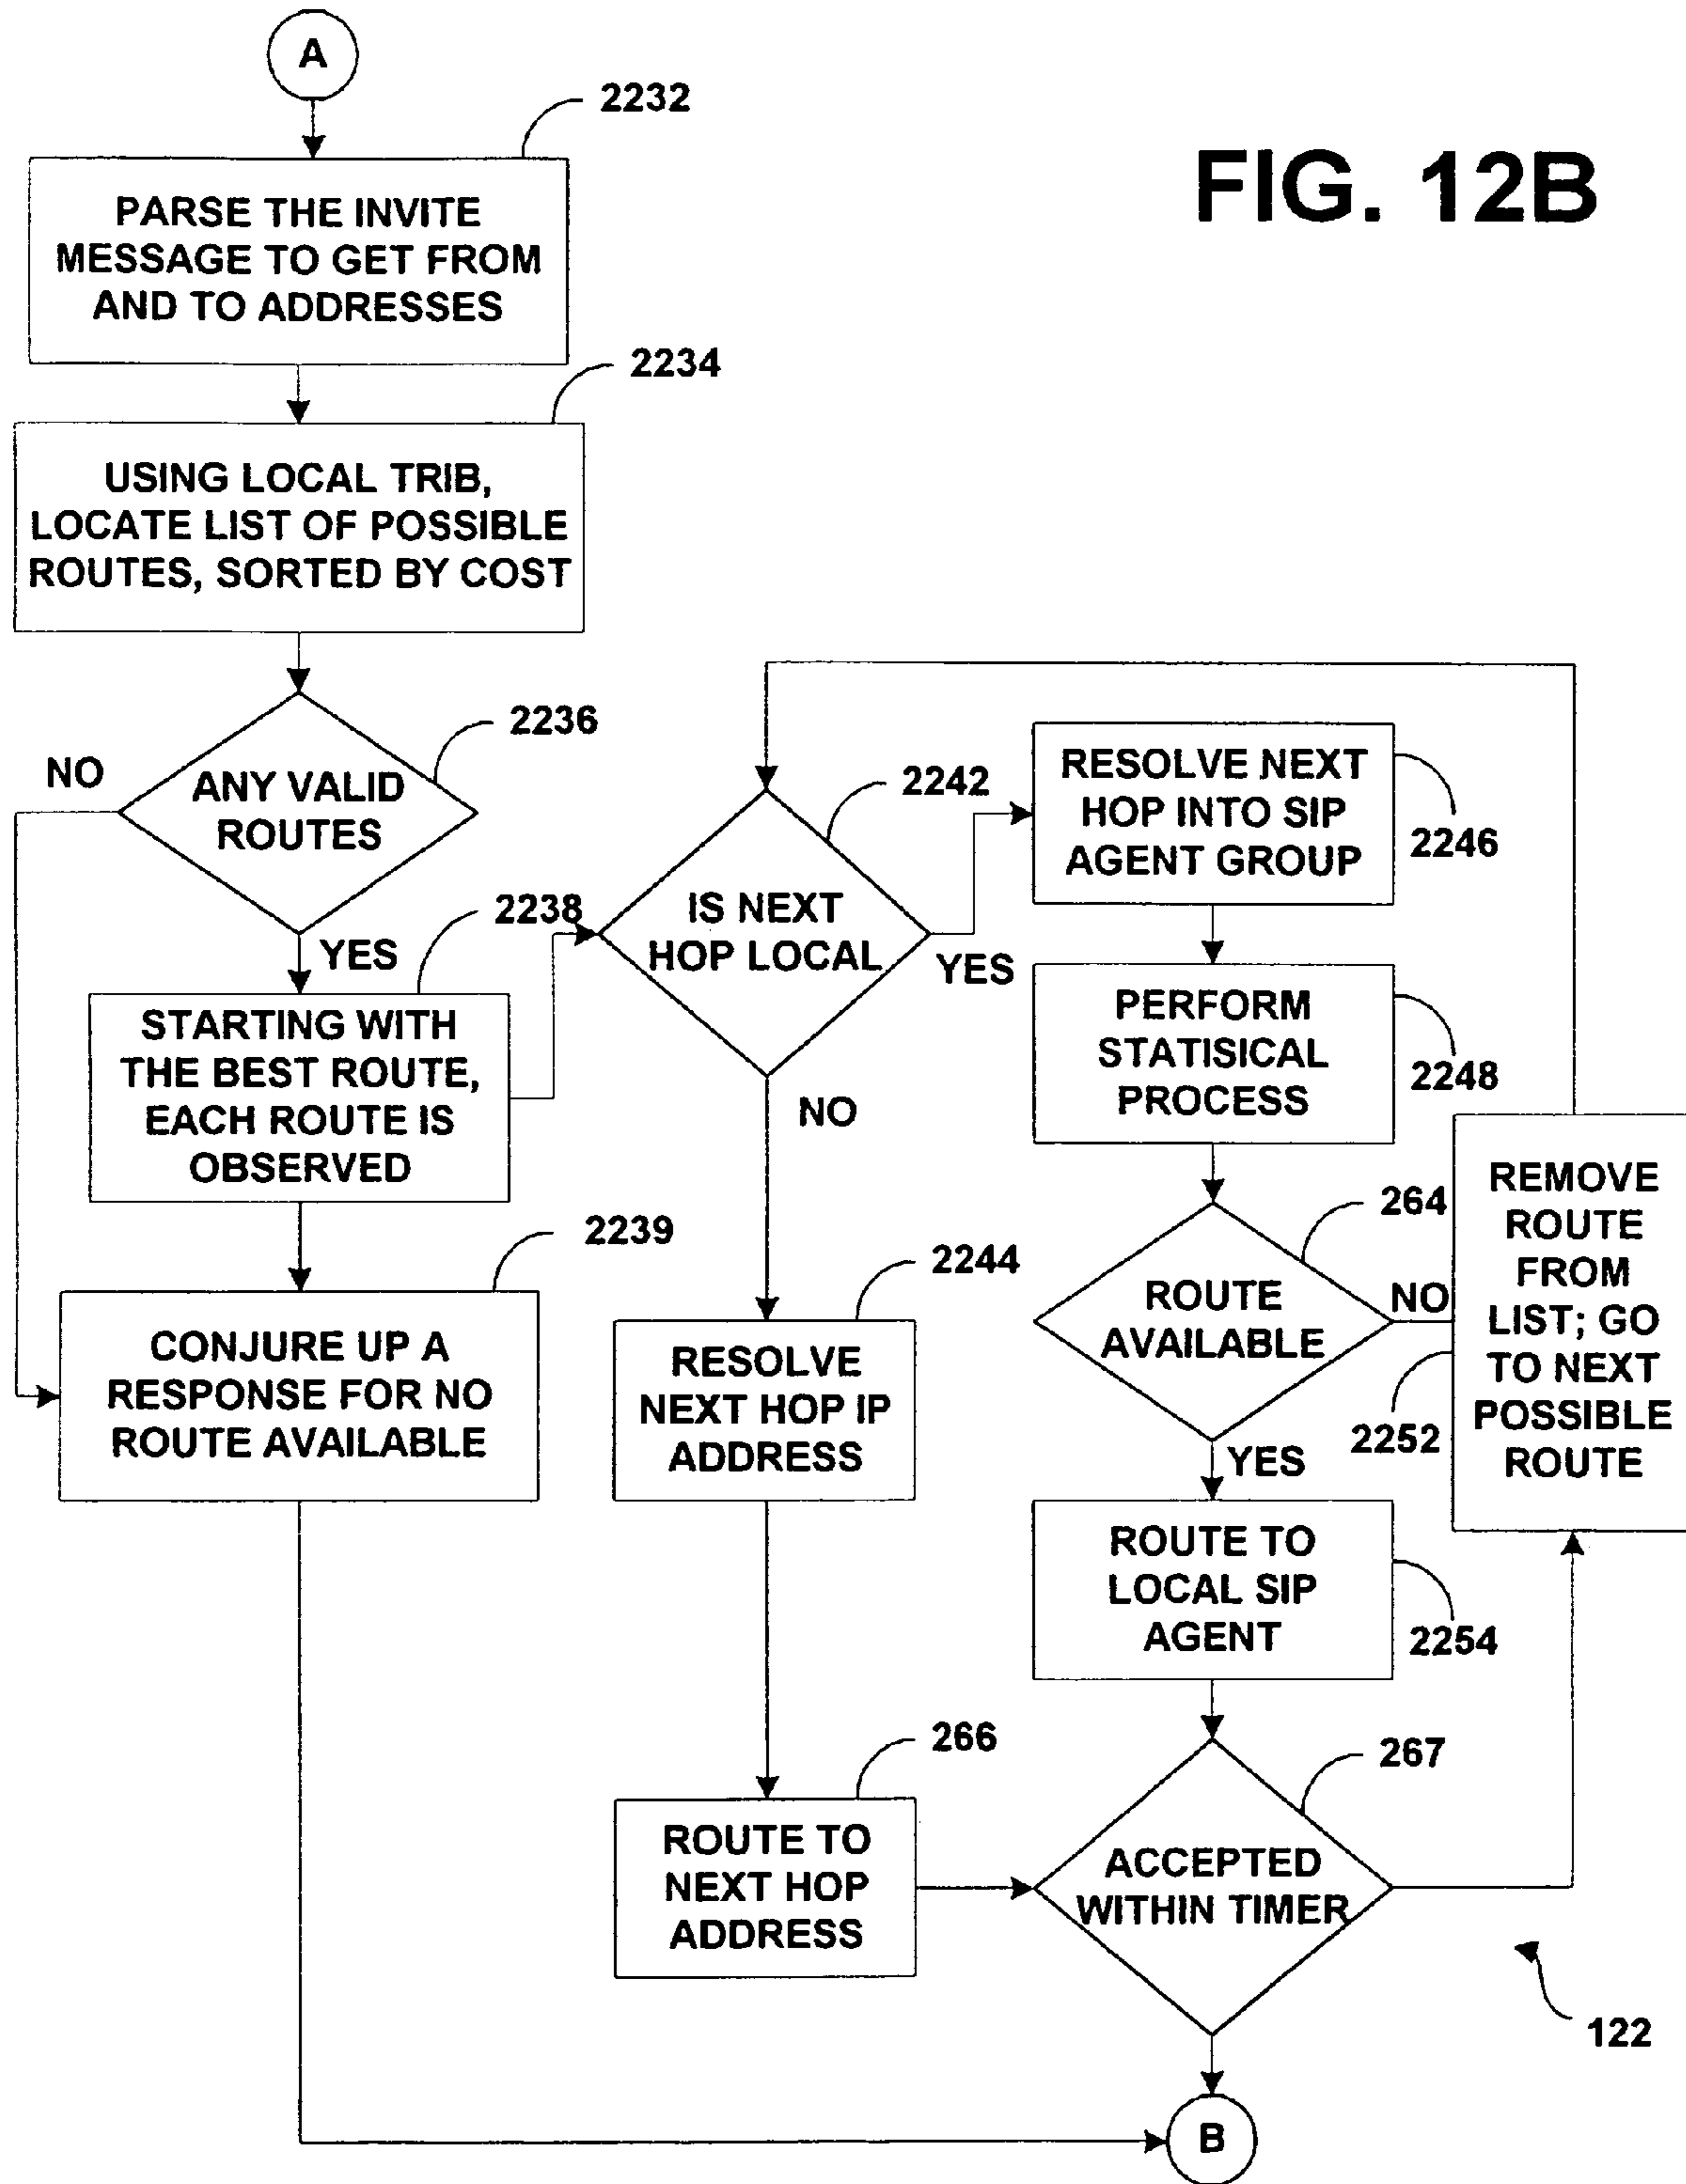 A
2232
FIG. 12B
PARSE THE INVITE
MESSAGE TO GET FROM
AND TO ADDRESSES
2234
USING LOCAL TRIB,
LOCATE LIST OF POSSIBLE
ROUTES, SORTED BY COST
2236
NO
ANY VALID
ROUTES
YES
2238
STARTING WITH
THE BEST ROUTE,
EACH ROUTE IS
OBSERVED
2239
CONJURE UP A
RESPONSE FOR NO
ROUTE AVAILABLE
2242
IS NEXT
HOP LOCAL
YES
NO
2244
RESOLVE
NEXT HOP IP
ADDRESS
266
ROUTE TO
NEXT HOP
ADDRESS
RESOLVE NEXT
HOP INTO SIP
AGENT GROUP
2246
PERFORM
STATISICAL
PROCESS
2248
264
ROUTE
AVAILABLE
NO
YES
2252
REMOVE
ROUTE
FROM
LIST; GO
TO NEXT
POSSIBLE
ROUTE
ROUTE TO
LOCAL SIP
AGENT
2254
267
ACCEPTED
WITHIN TIMER
122
B